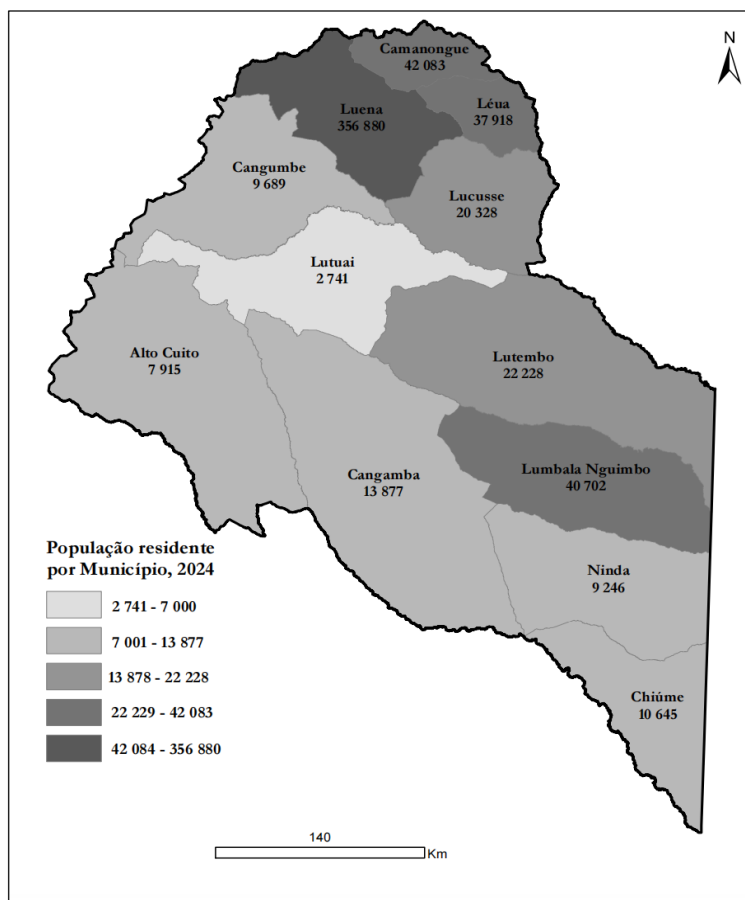 N
Camanongue
42 083
Luena
356 880
Léua
37 918
Cangumbe
9 689
Lucusse
20 328
Lutuai
2 741
Alto Cuito
7 915
Lutembo
22 228
Cangamba
13 877
Lumbala Nguimbo
40 702
Ninda
9 246
Chiúme
10 645
População residente
por Município, 2024
2 741 - 7 000
7 001 - 13 877
13 878 - 22 228
22 229 - 42 083
42 084 - 356 880
140
Km